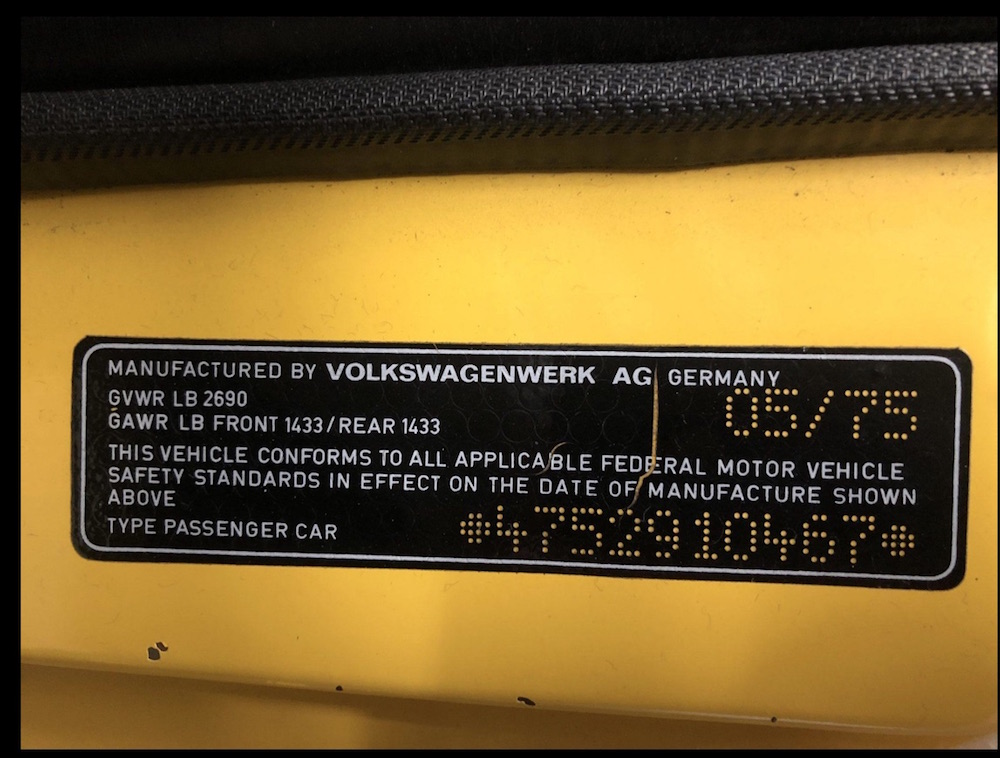 MANUFACTURED BY VOLKSWAGENWERK AG GERMANY
GVWR LB 2690
05/75
GAWR LB FRONT 1433/REAR 1433
THIS VEHICLE CONFORMS TO ALL APPLICABLE FEDERAL MOTOR VEHICLE
SAFETY STANDARDS IN EFFECT ON THE DATE OF MANUFACTURE SHOWN
ABOVE
TYPE PASSENGER CAR *4752910467*